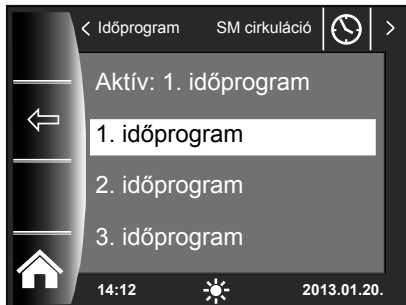 Időprogram SM cirkuláció
Aktív: 1. időprogram
1. időprogram
2. időprogram
3. időprogram
14:12 2013.01.20.